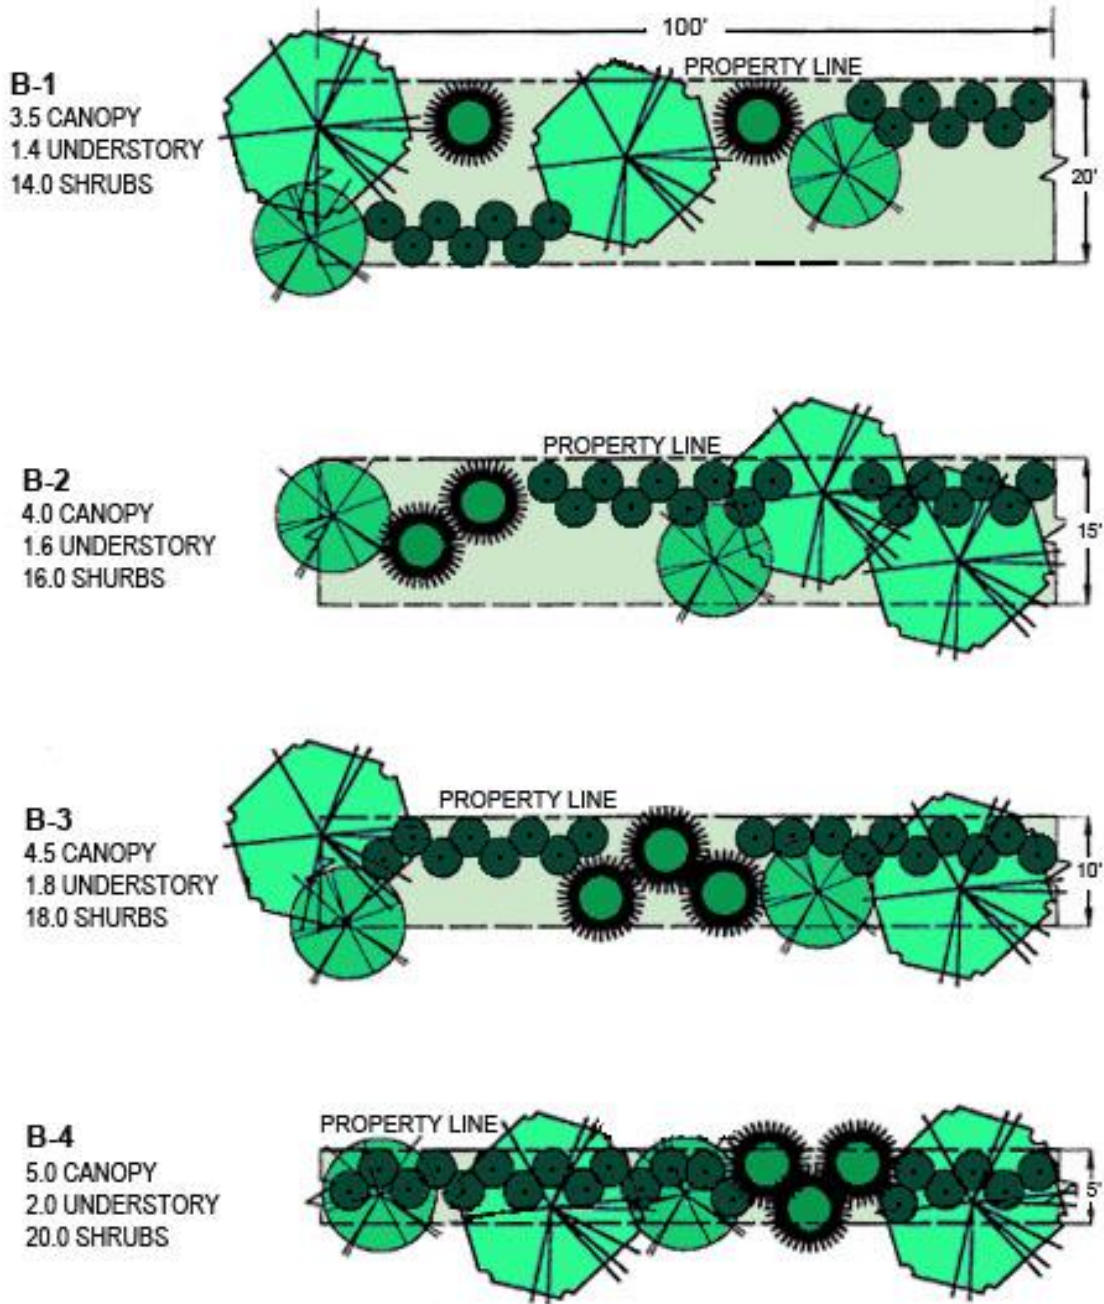 100'
PROPERTY LINE
B-1
3.5 CANOPY
1.4 UNDERSTORY
14.0 SHRUBS
20'
PROPERTY LINE
B-2
4.0 CANOPY
1.6 UNDERSTORY
16.0 SHURBS
15'
PROPERTY LINE
B-3
4.5 CANOPY
1.8 UNDERSTORY
18.0 SHURBS
10'
PROPERTY LINE
B-4
5.0 CANOPY
2.0 UNDERSTORY
20.0 SHRUBS
5'